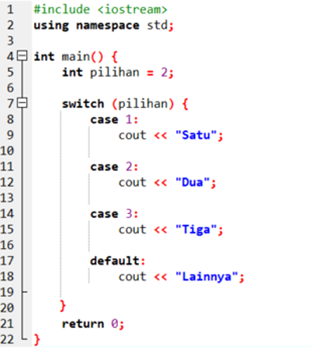 1 #include <iostream>
2 using namespace std;
3
4 int main() {
5     int pilihan = 2;
6
7     switch (pilihan) {
8         case 1:
9             cout << "Satu";
10
11         case 2:
12             cout << "Dua";
13
14         case 3:
15             cout << "Tiga";
16
17         default:
18             cout << "Lainnya";
19
20     }
21     return 0;
22 }